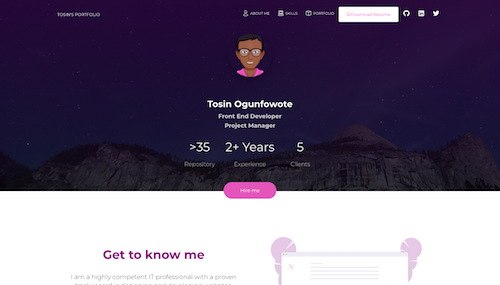 TOSIN'S PORTFOLIO
ABOUT ME
SKILLS
PORTFOLIO
Download Resume
Tosin Ogunfowote
Front End Developer
Project Manager
>35
2+ Years
5
Repository
Experience
Clients
Hire me
Get to know me
I am a highly competent IT professional with a proven